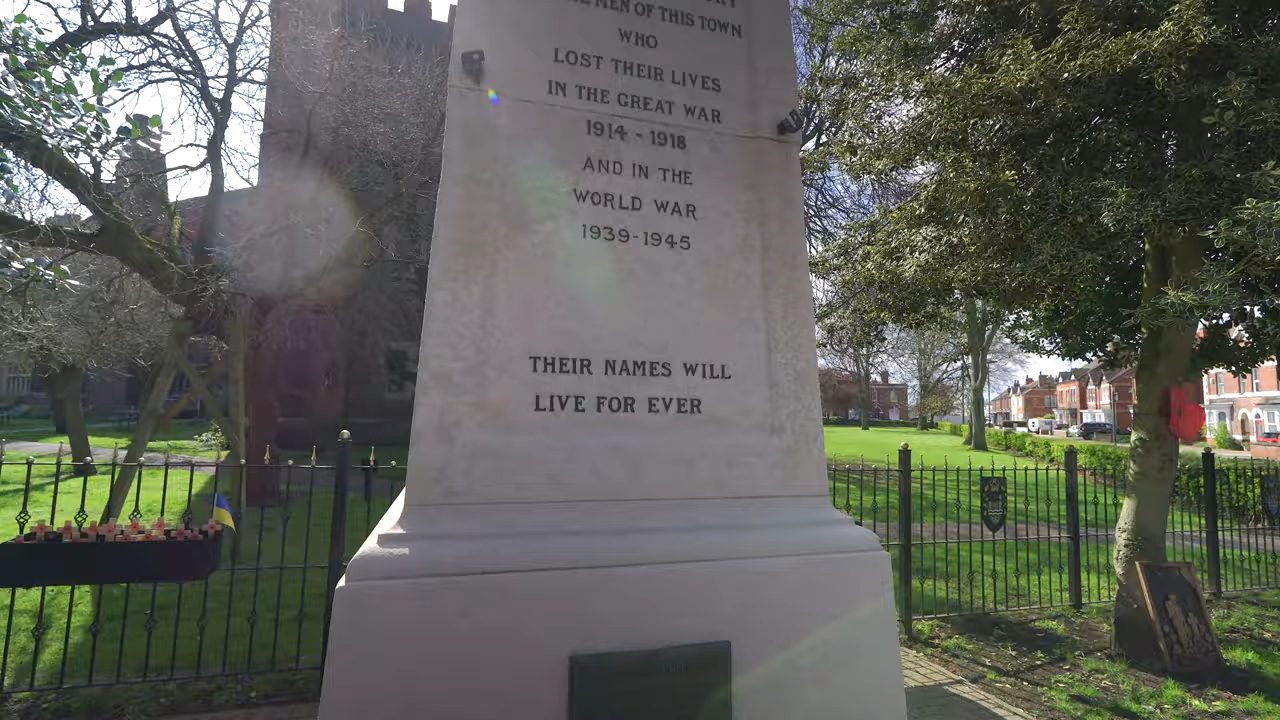 MEN OF THIS TOWN
WHO
LOST THEIR LIVES
IN THE GREAT WAR
1914 - 1918
AND IN THE
WORLD WAR
1939-1945
THEIR NAMES WILL
LIVE FOR EVER